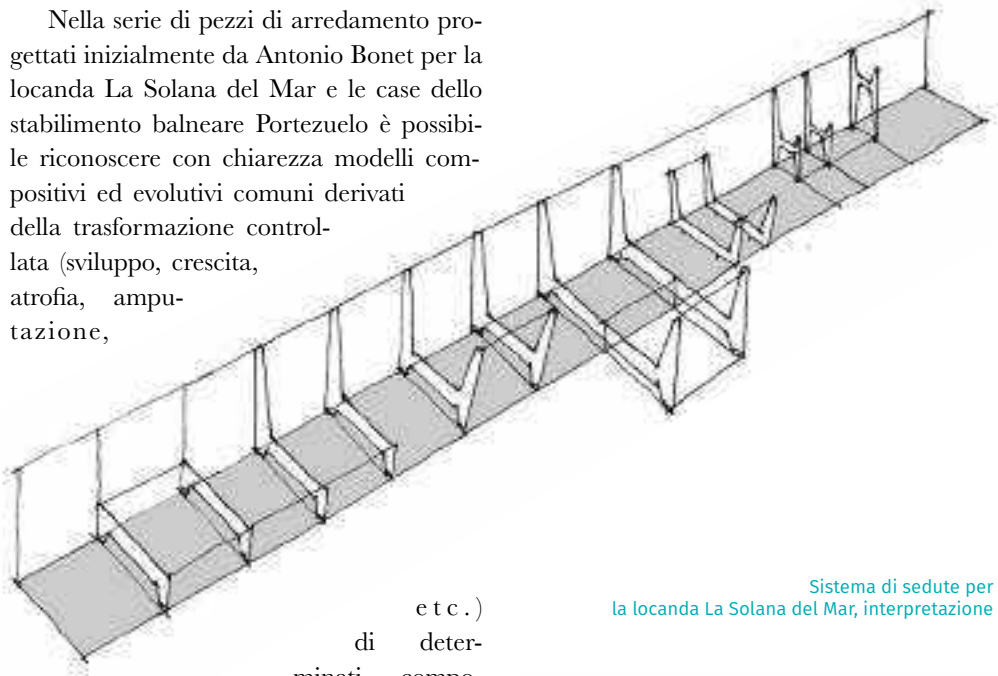 Nella serie di pezzi di arredamento pro-
gettati inizialmente da Antonio Bonet per la
locanda La Solana del Mar e le case dello
stabilimento balneare Portezuelo è possibi-
le riconoscere con chiarezza modelli com-
positivi ed evolutivi comuni derivati
della trasformazione control-
lata (sviluppo, crescita,
atrofia, ampu-
tazione,
etc.)
di deter-
minati compo-
Sistema di sedute per
la locanda La Solana del Mar, interpretazione